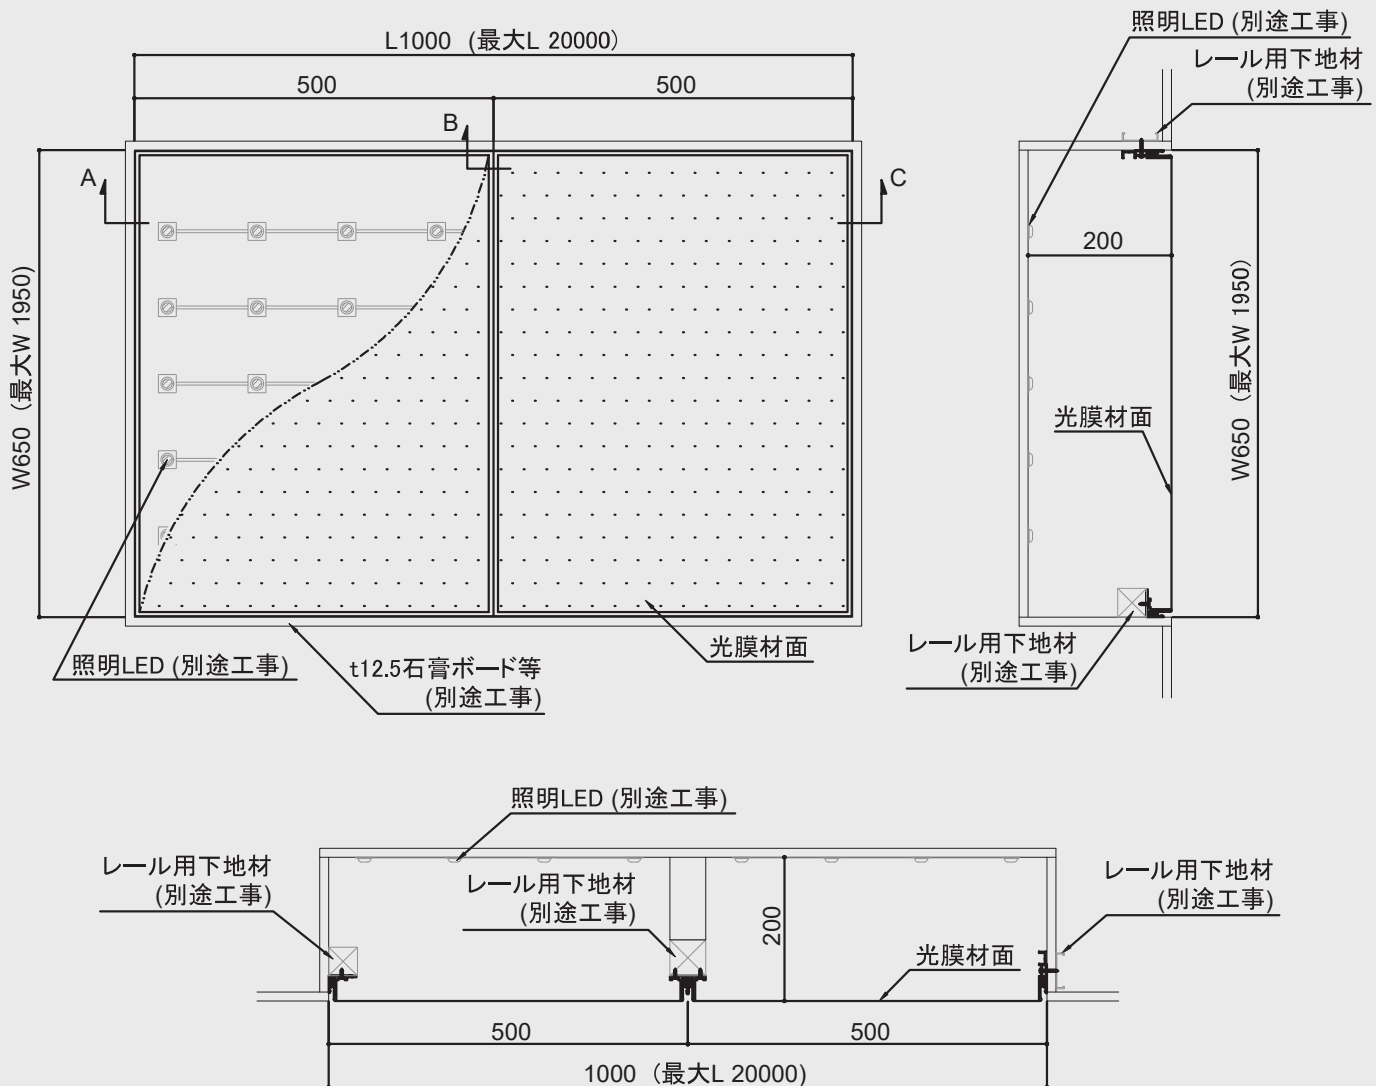 L1000 (最大L 20000)
500
500
B
A
C
W650 (最大W 1950)
照明LED (別途工事)
t12.5石膏ボード等
(別途工事)
光膜材面
照明LED (別途工事)
レール用下地材
(別途工事)
200
W650 (最大W 1950)
光膜材面
レール用下地材
(別途工事)
照明LED (別途工事)
レール用下地材
(別途工事)
レール用下地材
(別途工事)
200
光膜材面
レール用下地材
(別途工事)
500
500
1000 (最大L 20000)